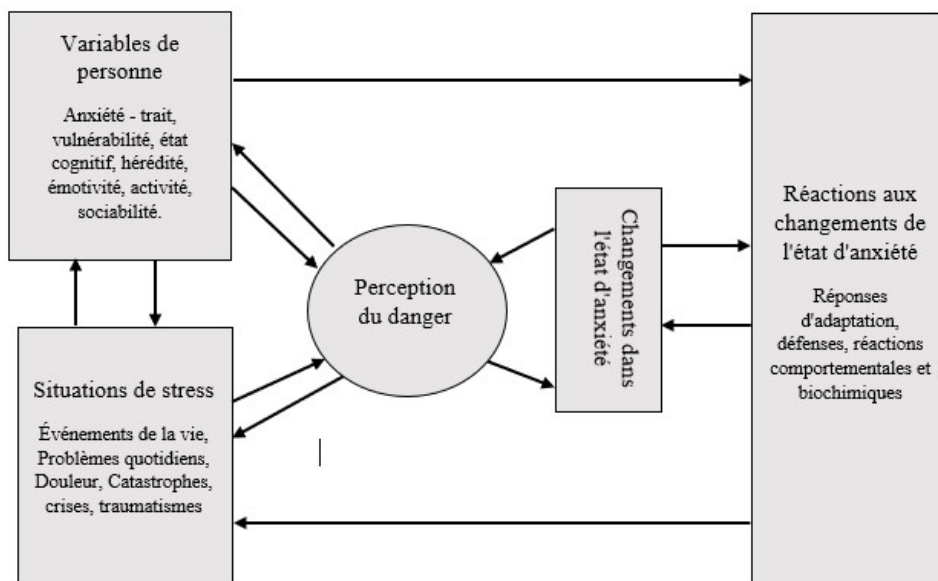 Variables de
personne
Anxiété - trait,
vulnérabilité, état
cognitif, hérédité,
émotivité, activité,
sociabilité.
Situations de stress
Événements de la vie,
Problèmes quotidiens,
Douleur, Catastrophes,
crises, traumatismes
Perception
du danger
Changements dans
l'état d'anxiété
Réactions aux
changements de
l'état d'anxiété
Réponses
d'adaptation,
défenses, réactions
comportementales et
biochimiques